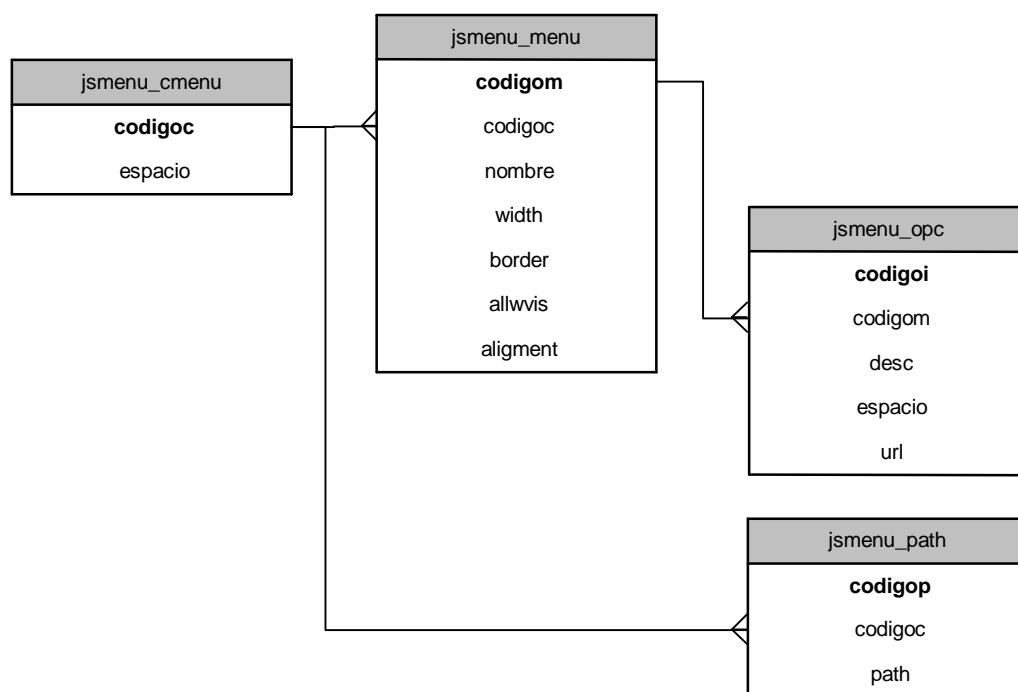 jsmenu_cmenu
codigoc
espacio
jsmenu_menu
codigom
codigoc
nombre
width
border
allwvis
aligment
jsmenu_opc
codigoi
codigom
desc
espacio
url
jsmenu_path
codigop
codigoc
path